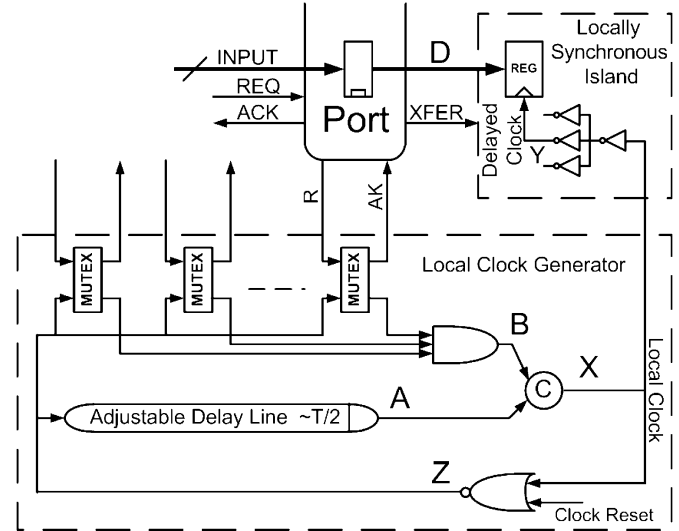 INPUT
D
REG
Locally
Synchronous
Island
REQ
ACK
Port
XFER
Delayed
Clock
Y
R
AK
MUTEX
MUTEX
MUTEX
Local Clock Generator
B
C
X
Local Clock
Adjustable Delay Line ~T/2
A
Z
Clock Reset